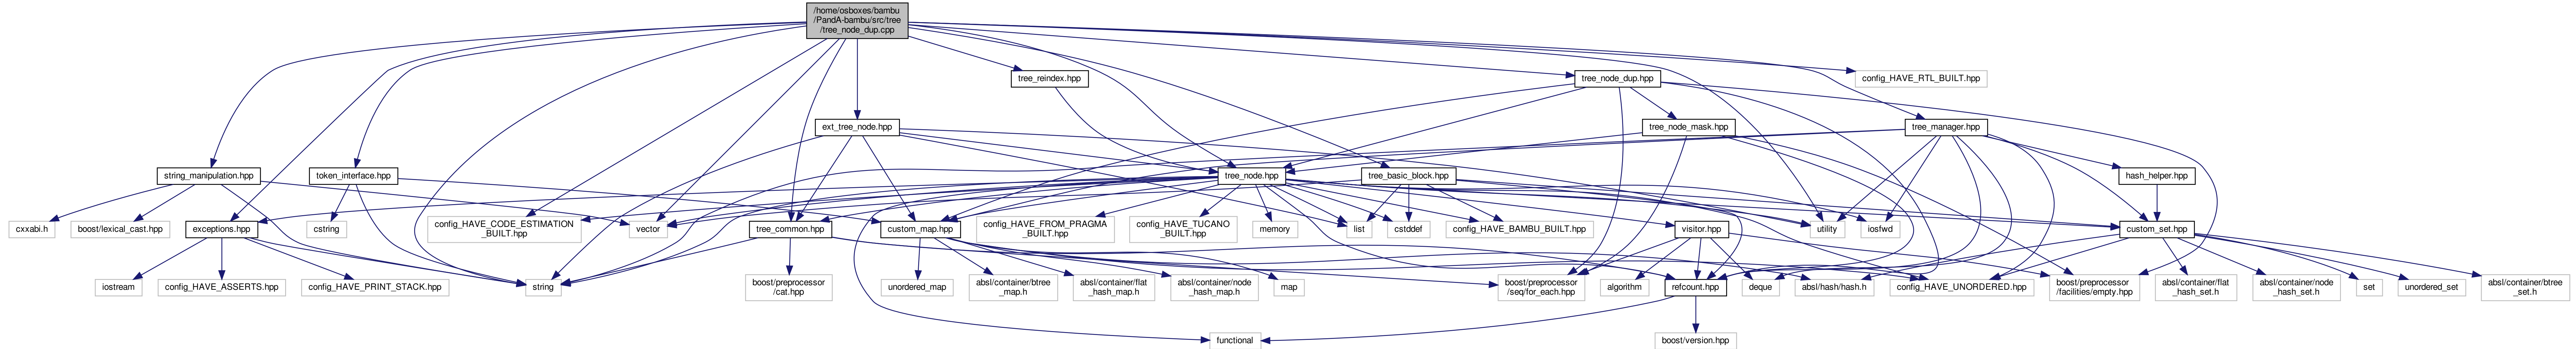 /home/osboxes/bambu
/PandA-bambu/src/tree
/tree_node_dup.cpp
tree_reindex.hpp
tree_node_dup.hpp
config_HAVE_RTL_BUILT.hpp
ext_tree_node.hpp
tree_node_mask.hpp
tree_manager.hpp
string_manipulation.hpp
token_interface.hpp
tree_node.hpp
tree_basic_block.hpp
hash_helper.hpp
cxxabi.h
boost/lexical_cast.hpp
exceptions.hpp
cstring
config_HAVE_CODE_ESTIMATION
_BUILT.hpp
vector
tree_common.hpp
custom_map.hpp
config_HAVE_FROM_PRAGMA
_BUILT.hpp
config_HAVE_TUCANO
_BUILT.hpp
memory
list
cstddef
config_HAVE_BAMBU_BUILT.hpp
visitor.hpp
utility
iosfwd
custom_set.hpp
iostream
config_HAVE_ASSERTS.hpp
config_HAVE_PRINT_STACK.hpp
string
boost/preprocessor
/cat.hpp
unordered_map
absl/container/btree
_map.h
absl/container/flat
_hash_map.h
absl/container/node
_hash_map.h
map
boost/preprocessor
/seq/for_each.hpp
algorithm
refcount.hpp
deque
absl/hash/hash.h
config_HAVE_UNORDERED.hpp
boost/preprocessor
/facilities/empty.hpp
absl/container/flat
_hash_set.h
absl/container/node
_hash_set.h
set
unordered_set
absl/container/btree
_set.h
functional
boost/version.hpp